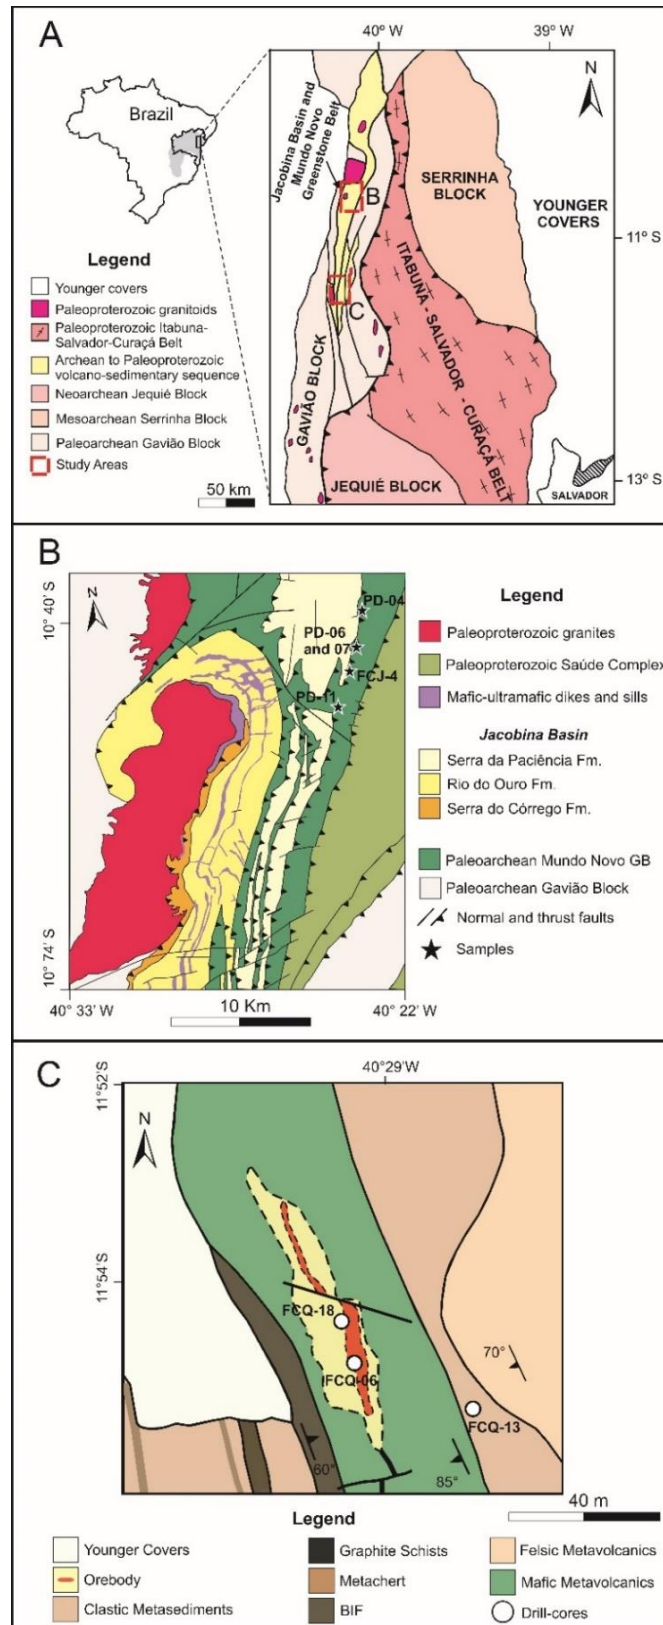 A
40°W
39°W
Brazil
N
Jacobina Basin and
Mundo Novo
Greenstone Belt
B
SERRINHA
BLOCK
YOUNGER
COVERS
11º S
C
GAVIÃO BLOCK
ITABUNA - SALVADOR - CURAÇÁ BELT
JEQUIÉ BLOCK
SALVADOR
13º S
Legend
Younger covers
Paleoproterozoic granitoids
Paleoproterozoic Itabuna-
Salvador-Curaçá Belt
Archean to Paleoproterozoic
volcano-sedimentary sequence
Neoarchean Jequié Block
Mesoarchean Serrinha Block
Paleoarchean Gavião Block
Study Areas
50 km
B
N
10° 40' S
PD-04
PD-06
and 07
FCJ-4
PD-11
10° 74' S
40° 33' W
10 Km
40° 22' W
Legend
Paleoproterozoic granites
Paleoproterozoic Saúde Complex
Mafic-ultramafic dikes and sills
Jacobina Basin
Serra da Paciência Fm.
Rio do Ouro Fm.
Serra do Córrego Fm.
Paleoarchean Mundo Novo GB
Paleoarchean Gavião Block
Normal and thrust faults
Samples
C
11°52'S
40°29'W
N
11°54'S
FCQ-18
FCQ-06
FCQ-13
70°
60°
85°
40 m
Legend
Younger Covers
Orebody
Clastic Metasediments
Graphite Schists
Metachert
BIF
Felsic Metavolcanics
Mafic Metavolcanics
Drill-cores